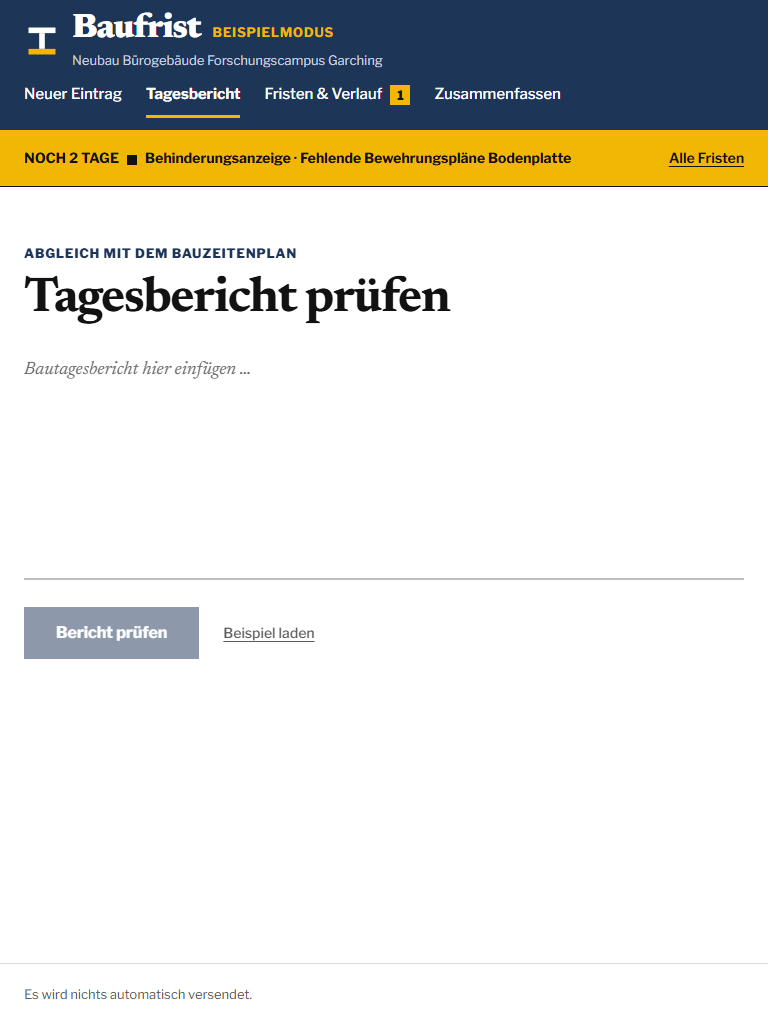 Baufrist BEISPIELMODUS
Neubau Bürogebäude Forschungscampus Garching
Neuer Eintrag Tagesbericht Fristen & Verlauf 1 Zusammenfassen
NOCH 2 TAGE ■ Behinderungsanzeige · Fehlende Bewehrungspläne Bodenplatte Alle Fristen
ABGLEICH MIT DEM BAUZEITENPLAN
Tagesbericht prüfen
Bautagesbericht hier einfügen ...
Bericht prüfen Beispiel laden
Es wird nichts automatisch versendet.